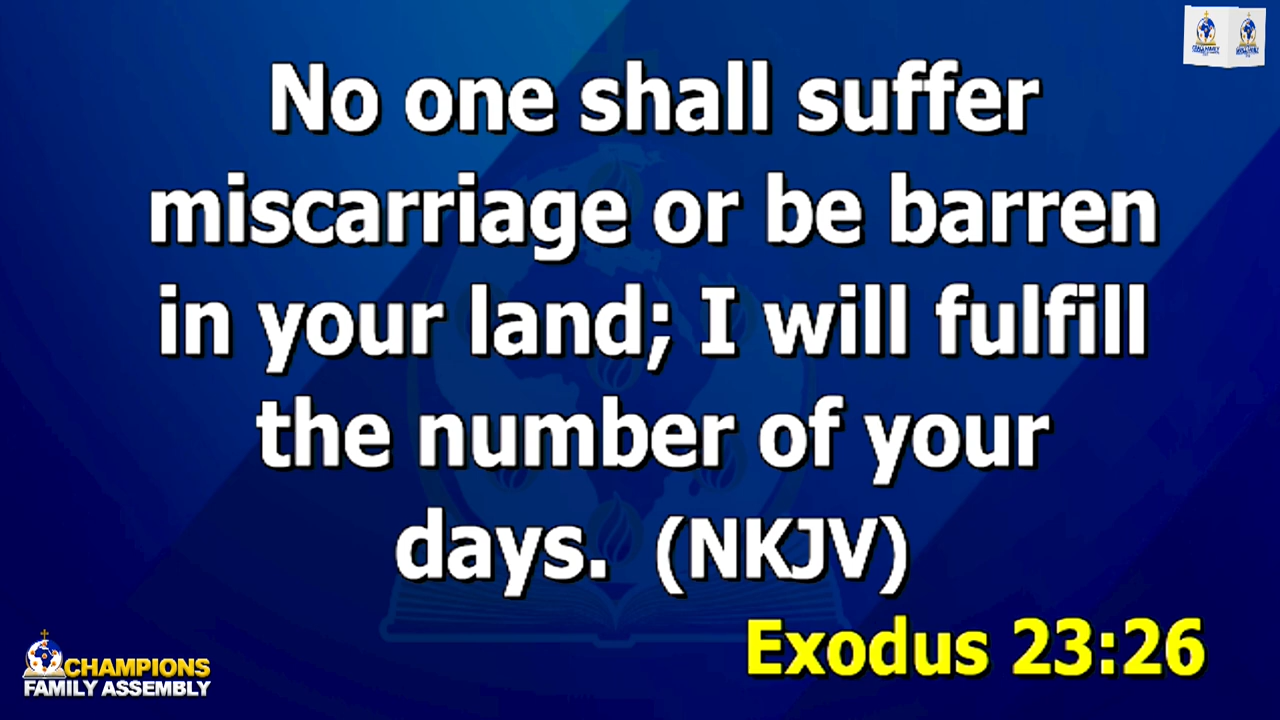 No one shall suffer
miscarriage or be barren
in your land; I will fulfill
the number of your
days.  (NKJV)
Exodus 23:26
CHAMPIONS
FAMILY ASSEMBLY